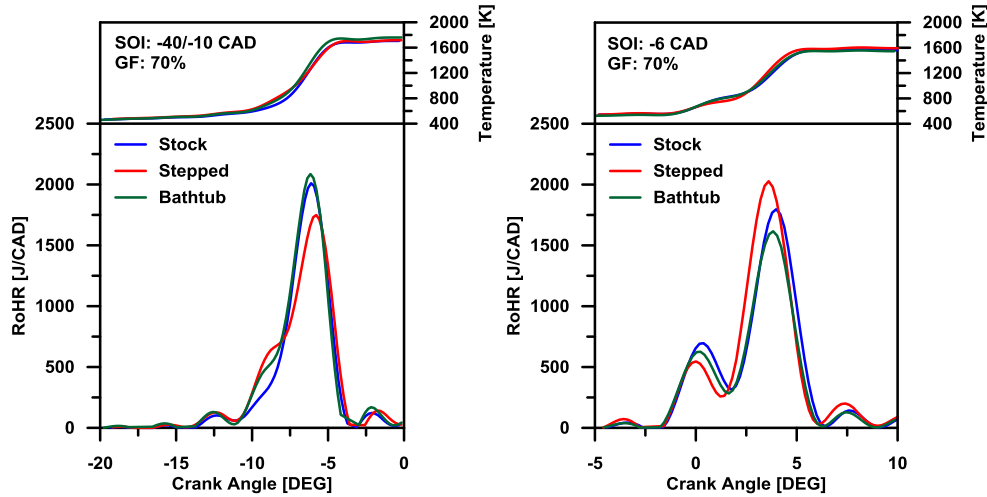 SOI: -40/-10 CAD
GF: 70%
2000
1600
1200
800
400
Temperature [K]
2500
2000
1500
1000
500
0
RoHR [J/CAD]
Stock
Stepped
Bathtub
-20
-15
-10
-5
0
Crank Angle [DEG]
SOI: -6 CAD
GF: 70%
2000
1600
1200
800
400
Temperature [K]
2500
2000
1500
1000
500
0
RoHR [J/CAD]
Stock
Stepped
Bathtub
-5
0
5
10
Crank Angle [DEG]